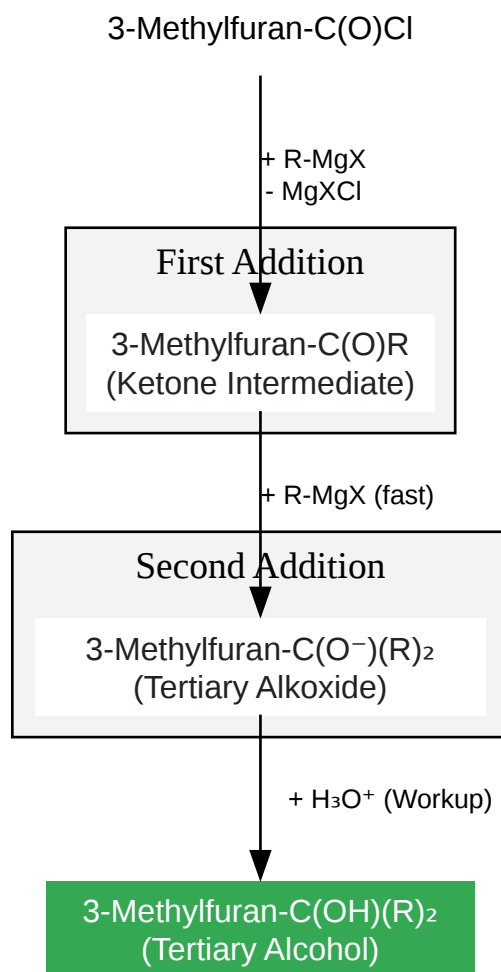 3-Methylfuran-C(O)Cl
+ R-MgX
- MgXCl
First Addition
3-Methylfuran-C(O)R
(Ketone Intermediate)
+ R-MgX (fast)
Second Addition
3-Methylfuran-C(O⁻)(R)₂
(Tertiary Alkoxide)
+ H₃O⁺ (Workup)
3-Methylfuran-C(OH)(R)₂
(Tertiary Alcohol)